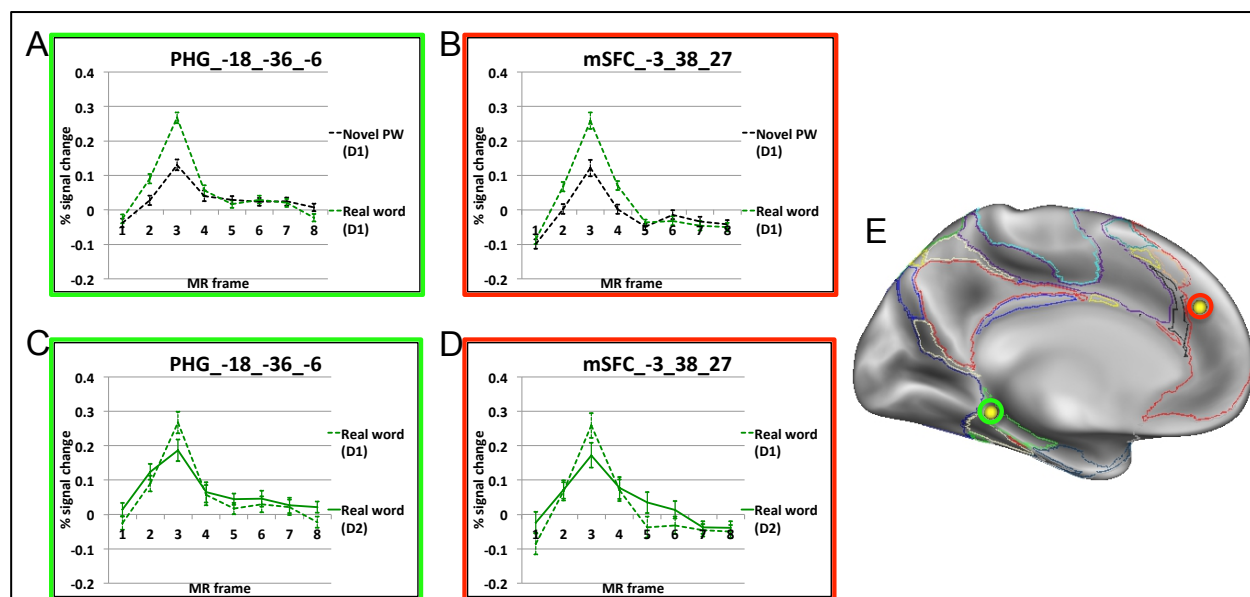 A
PHG_-18_-36_-6
0.4
0.3
0.2
0.1
0
-0.1
-0.2
% signal change
1 2 3 4 5 6 7 8
MR frame
Novel PW
(D1)
Real word
(D1)
B
mSFC_-3_38_27
0.4
0.3
0.2
0.1
0
-0.1
-0.2
% signal change
1 2 3 4 5 6 7 8
MR frame
Novel PW
(D1)
Real word
(D1)
C
PHG_-18_-36_-6
0.4
0.3
0.2
0.1
0
-0.1
-0.2
% signal change
1 2 3 4 5 6 7 8
MR frame
Real word
(D1)
Real word
(D2)
D
mSFC_-3_38_27
0.4
0.3
0.2
0.1
0
-0.1
-0.2
% signal change
1 2 3 4 5 6 7 8
MR frame
Real word
(D1)
Real word
(D2)
E